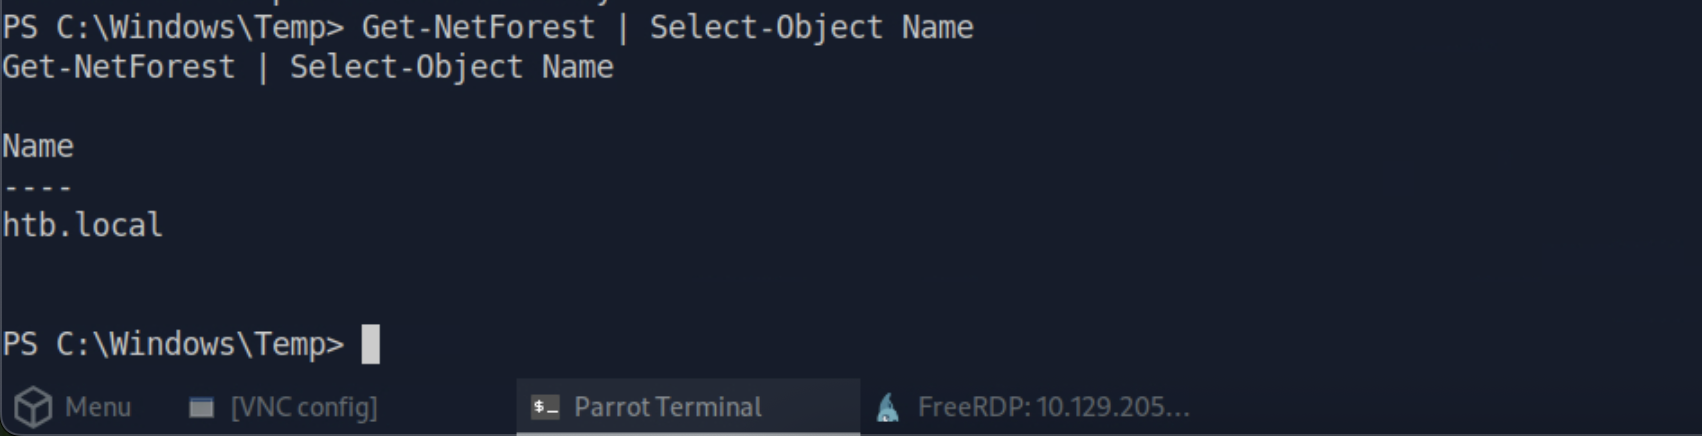 PS C:\Windows\Temp> Get-NetForest | Select-Object Name
Get-NetForest | Select-Object Name
Name
----
htb.local
PS C:\Windows\Temp>
Menu [VNC config] $_ Parrot Terminal FreeRDP: 10.129.205...